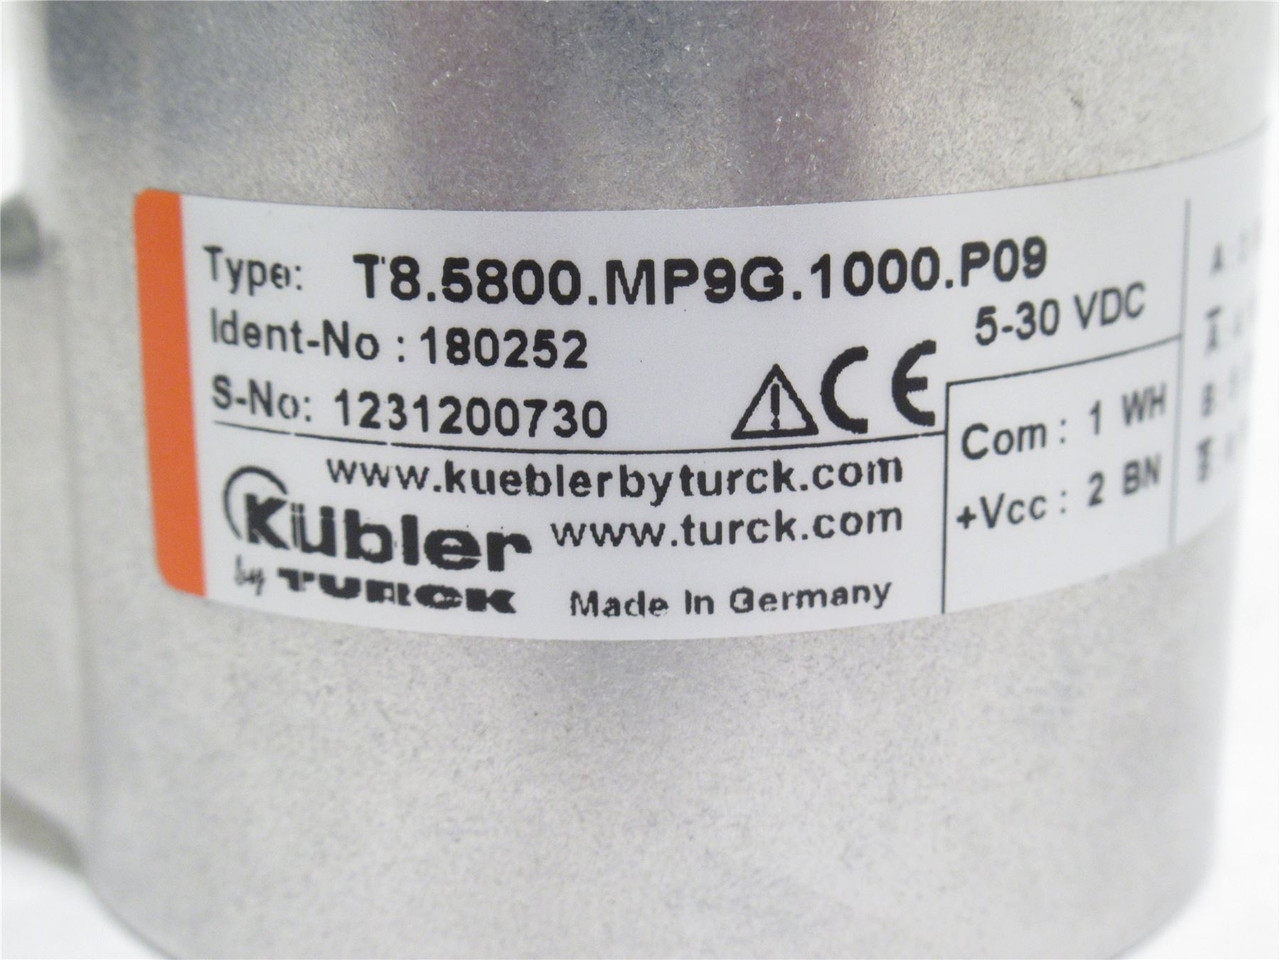 Type: T8.5800.MP9G.1000.P09
Ident-No : 180252
5-30 VDC
S-No: 1231200730
CE
www.kueblerbyturck.com
www.turck.com
Kübler
by TURCK
Made In Germany
Com : 1 WH
+Vcc : 2 BN
A :
A :
B :
B :